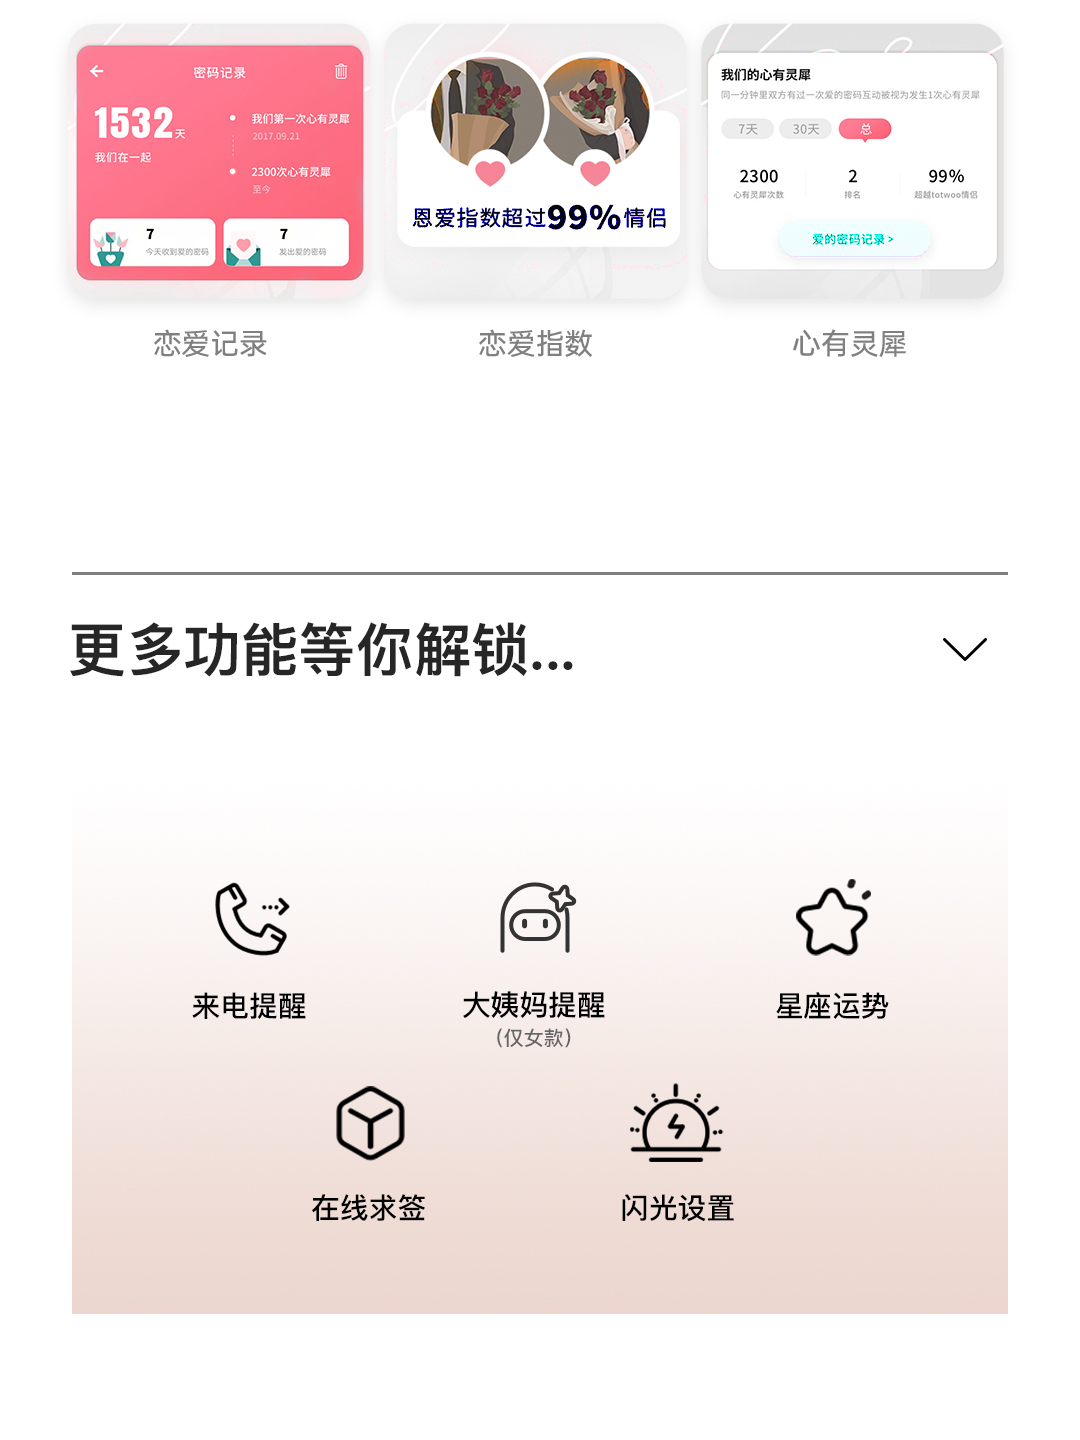 密码记录
1532天
我们在一起
我们第一次心有灵犀
2017.09.21
2300次心有灵犀
至今
7
今天收到爱的密码
7
发出爱的密码
恩爱指数超过99%情侣
我们的心有灵犀
同一分钟里双方有过一次爱的密码互动被视为发生1次心有灵犀
7天
30天
总
2300
2
99%
心有灵犀次数
排名
超越totwoo情侣
爱的密码记录 >
恋爱记录
恋爱指数
心有灵犀
更多功能等你解锁...
来电提醒
大姨妈提醒
(仅女款)
星座运势
在线求签
闪光设置